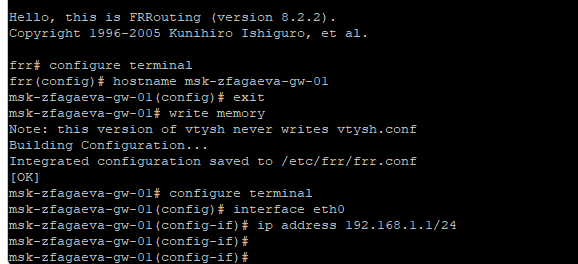 Hello, this is FRRouting (version 8.2.2).
Copyright 1996-2005 Kunihiro Ishiguro, et al.
frr# configure terminal
frr(config)# hostname msk-zfagaeva-gw-01
msk-zfagaeva-gw-01(config)# exit
msk-zfagaeva-gw-01# write memory
Note: this version of vtysh never writes vtysh.conf
Building Configuration...
Integrated configuration saved to /etc/frr/frr.conf
[OK]
msk-zfagaeva-gw-01# configure terminal
msk-zfagaeva-gw-01(config)# interface eth0
msk-zfagaeva-gw-01(config-if)# ip address 192.168.1.1/24
msk-zfagaeva-gw-01(config-if)#
msk-zfagaeva-gw-01(config-if)#